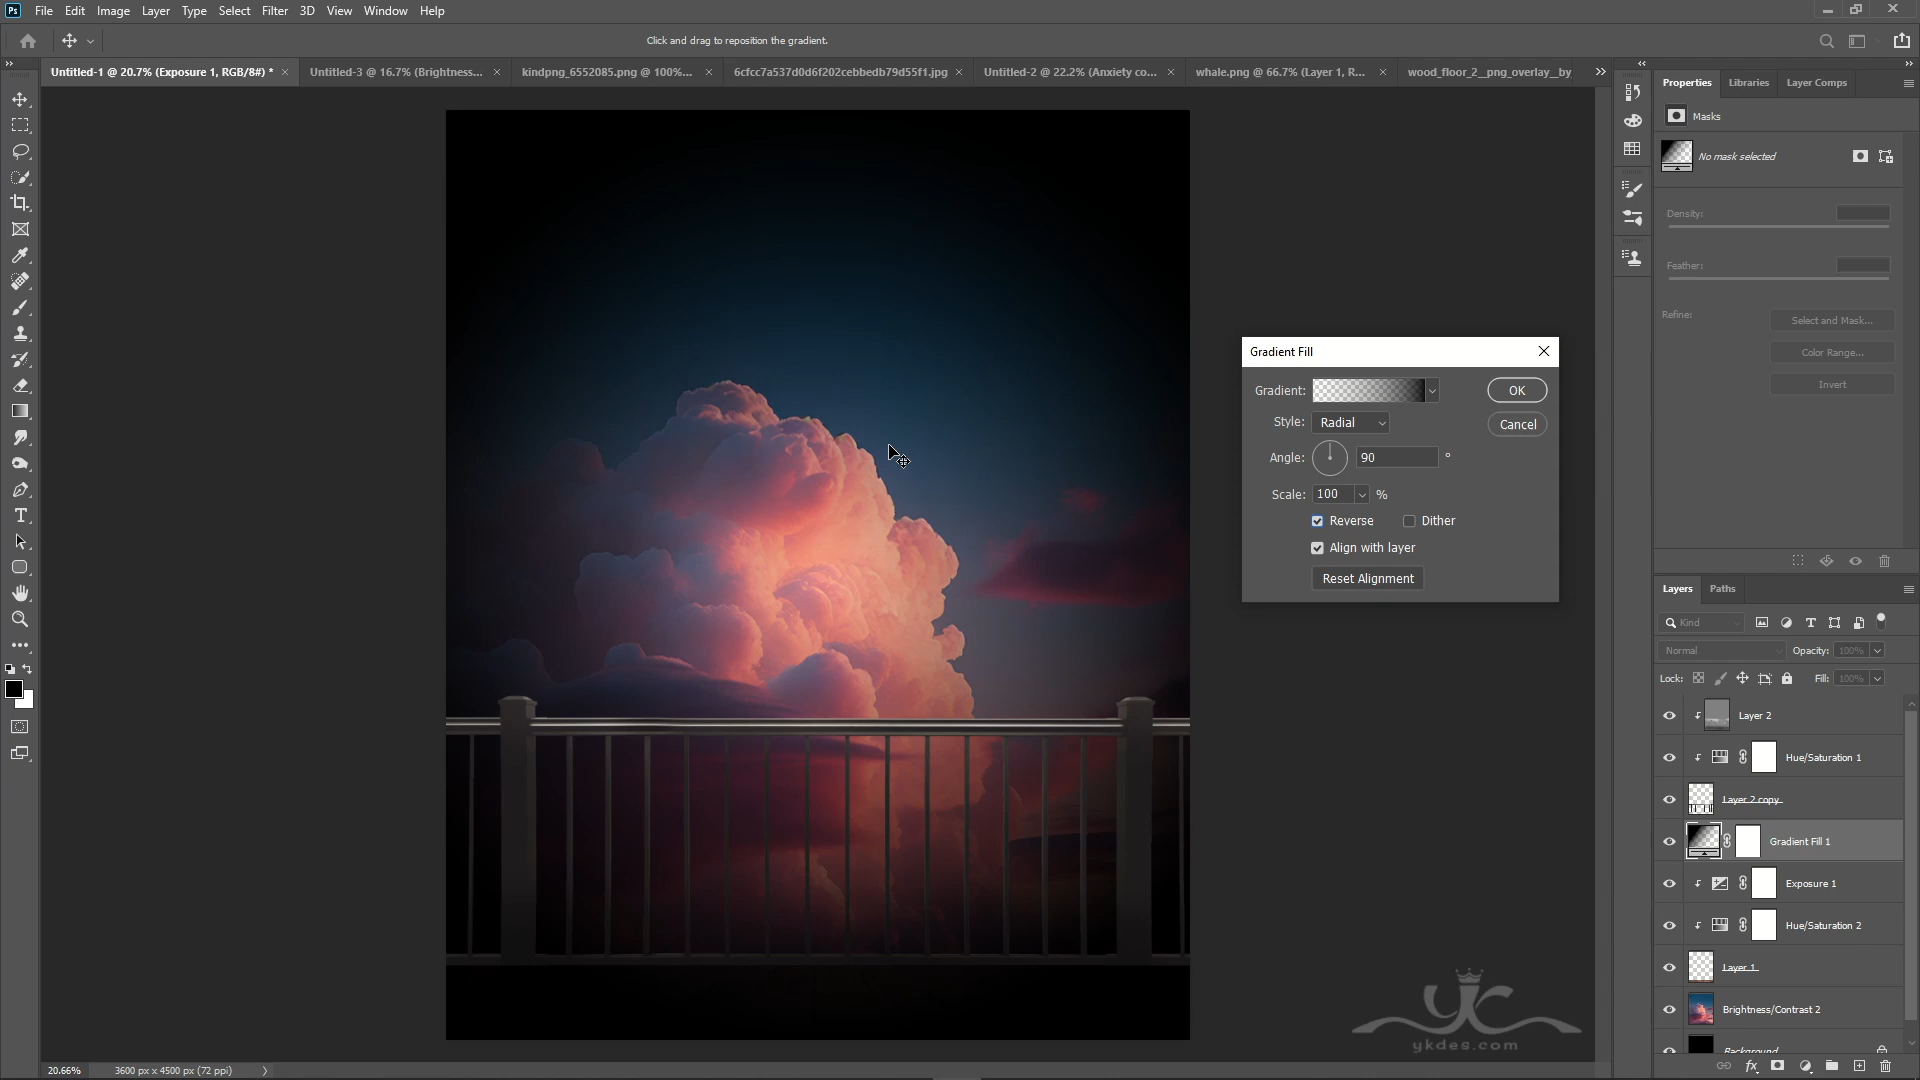 Ps File Edit Image Layer Type Select Filter 3D View Window Help
Click and drag to reposition the gradient.
Untitled-1 @ 20.7% (Exposure 1, RGB/8#) * Untitled-3 @ 16.7% (Brightness... kindpng_6552085.png @ 100%... 6cfcc7a537d0d6f202cebbedb79d55f1.jpg Untitled-2 @ 22.2% (Anxiety co... whale.png @ 66.7% (Layer 1, R... wood_floor_2__png_overlay__by
Properties Libraries Layer Comps
Masks
No mask selected
Density:
Feather:
Refine:
Select and Mask...
Color Range...
Invert
Gradient Fill
Gradient:
OK
Style: Radial
Cancel
Angle: 90 °
Scale: 100 %
Reverse Dither
Align with layer
Reset Alignment
Layers Paths
Kind
Normal Opacity: 100%
Lock: Fill: 100%
Layer 2
Hue/Saturation 1
Layer 2 copy
Gradient Fill 1
Exposure 1
Hue/Saturation 2
Layer 1
Brightness/Contrast 2
Background
fx
ykdes.com
20.66% 3600 px x 4500 px (72 ppi)